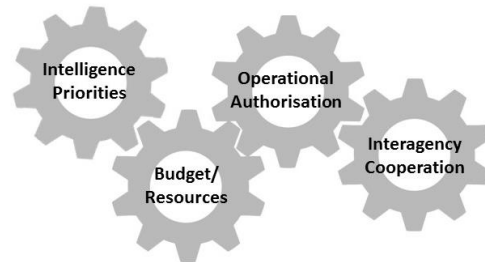 Intelligence
Priorities
Operational
Authorisation
Interagency
Cooperation
Budget/
Resources